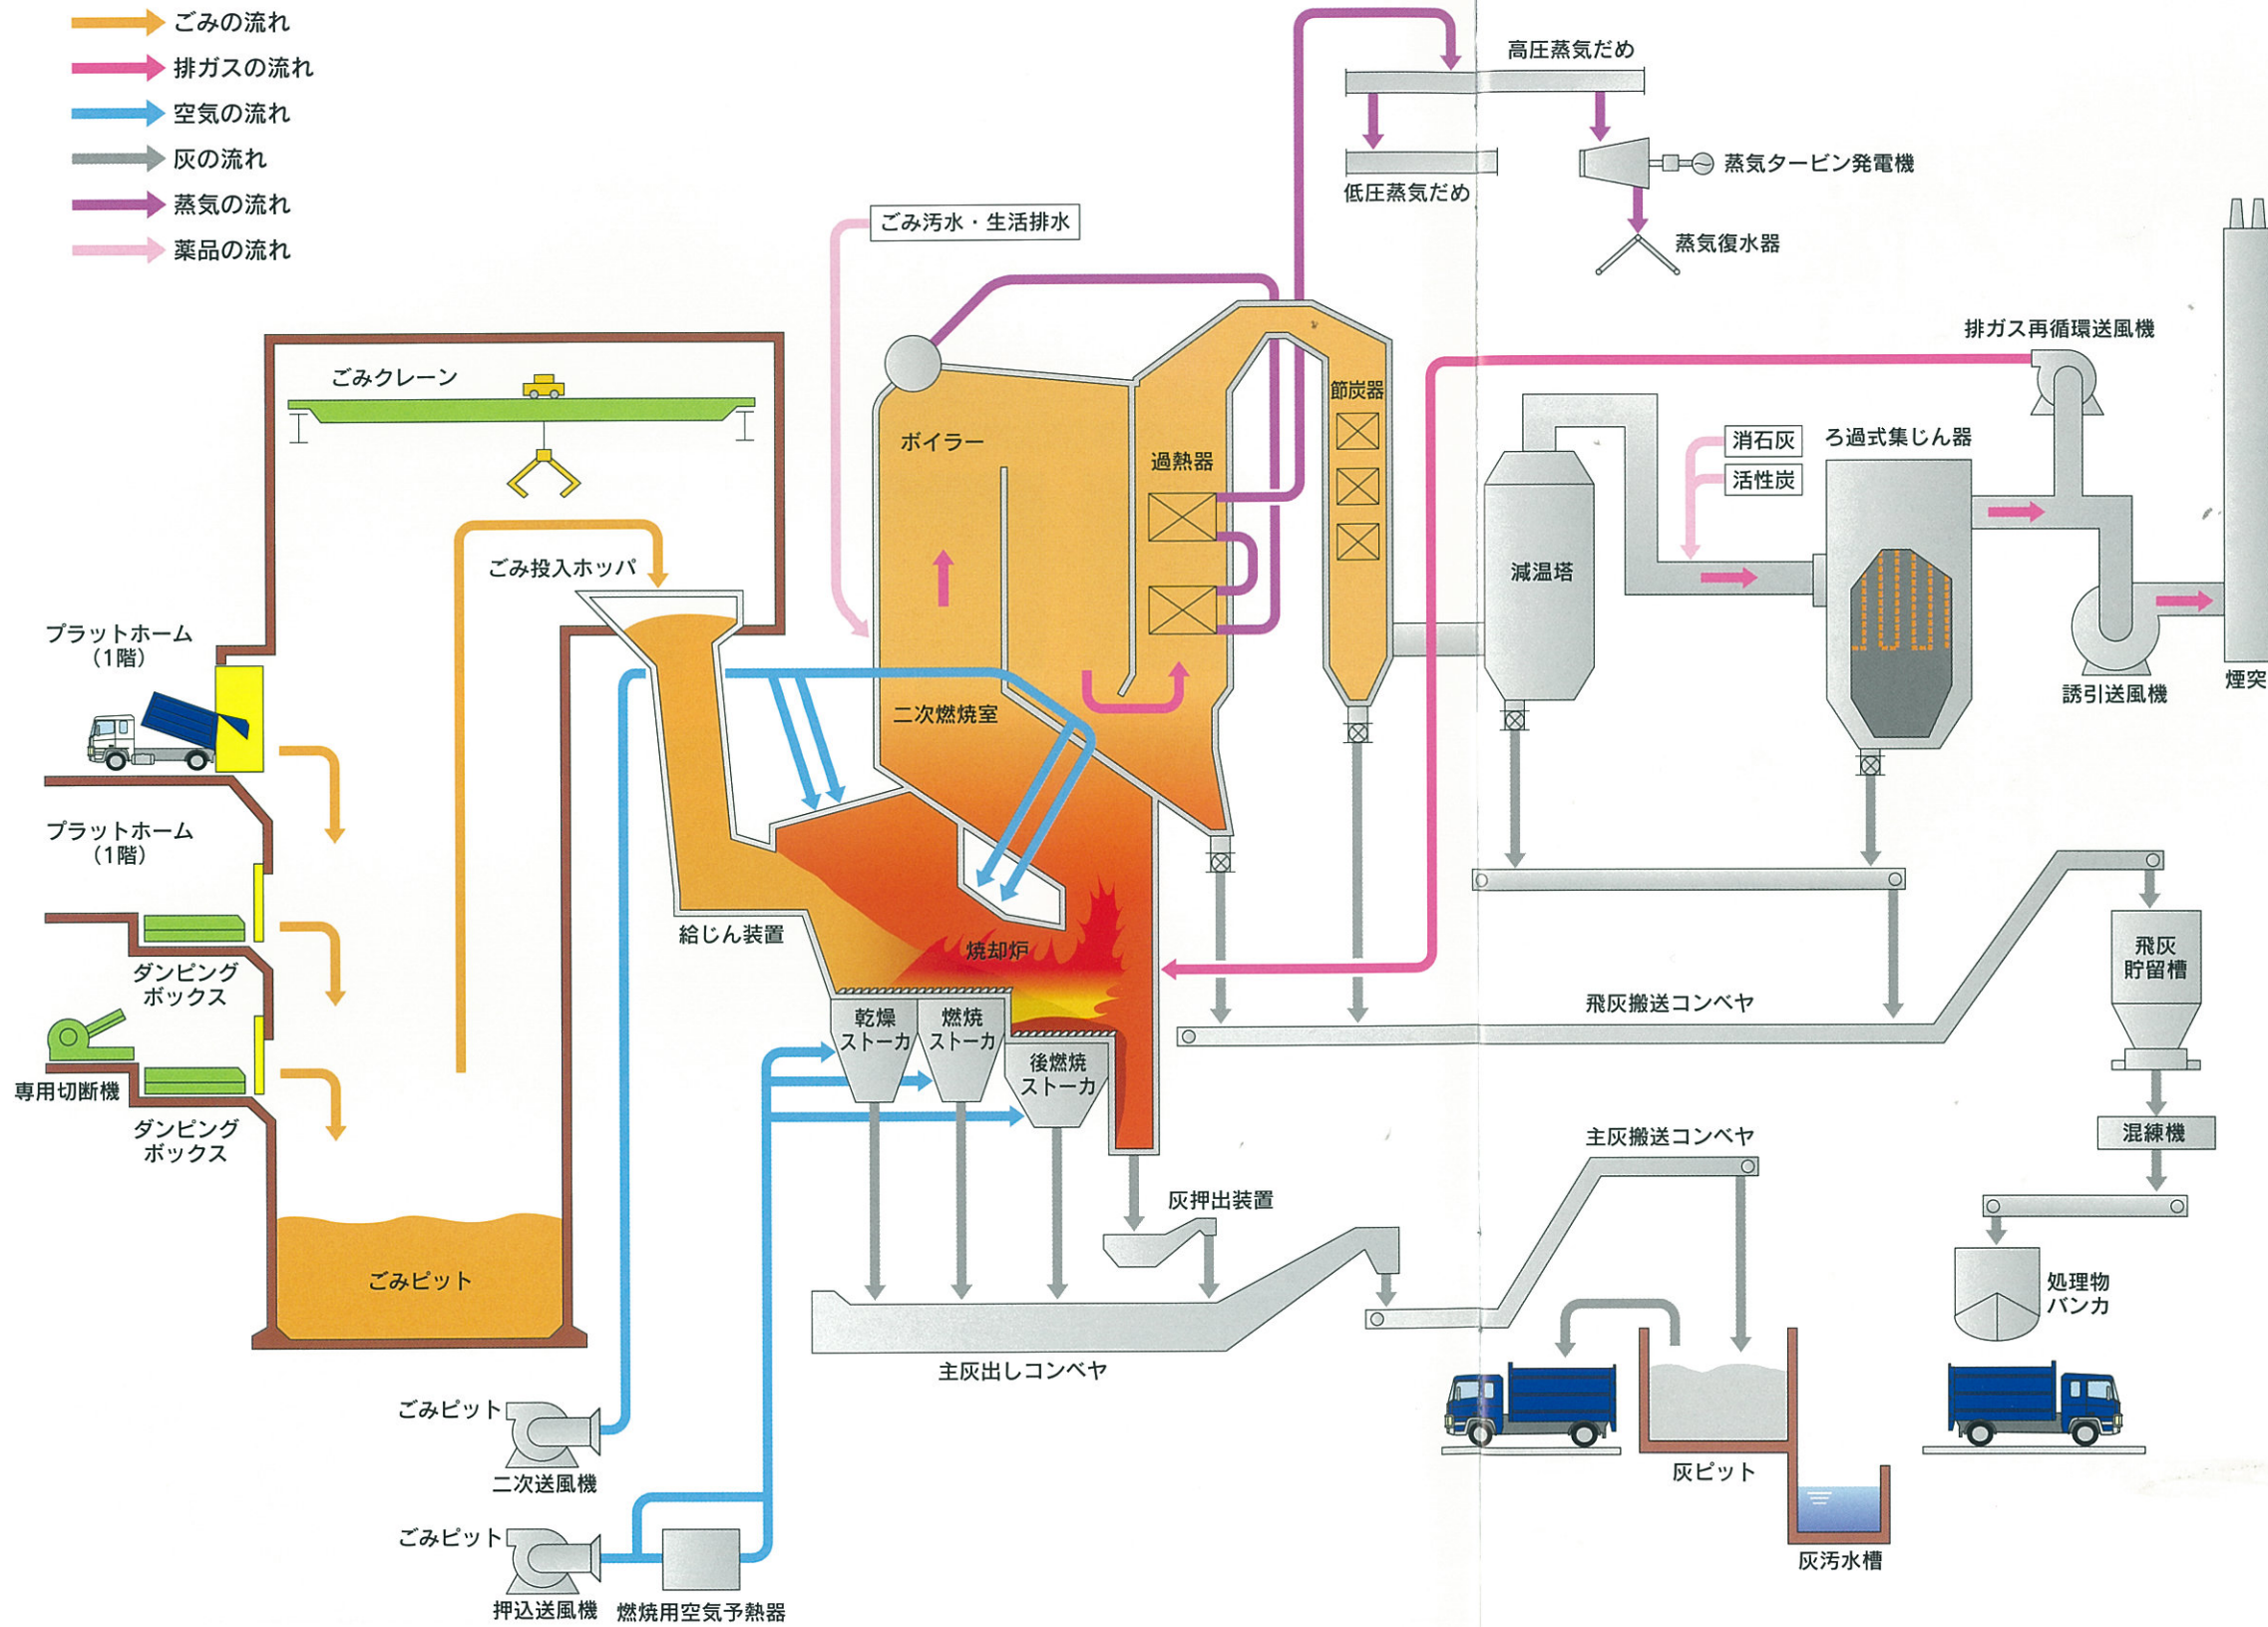 ごみの流れ
排ガスの流れ
空気の流れ
灰の流れ
蒸気の流れ
薬品の流れ
高圧蒸気だめ
低圧蒸気だめ
蒸気タービン発電機
蒸気復水器
ごみ汚水・生活排水
排ガス再循環送風機
ごみクレーン
ボイラー
過熱器
節炭器
消石灰
活性炭
ろ過式集じん器
減温塔
ごみ投入ホッパ
プラットホーム
（1階）
二次燃焼室
誘引送風機
煙突
プラットホーム
（1階）
給じん装置
焼却炉
ダンピング
ボックス
飛灰
貯留槽
飛灰搬送コンベヤ
乾燥
ストーカ
燃焼
ストーカ
後燃焼
ストーカ
専用切断機
ダンピング
ボックス
混練機
主灰搬送コンベヤ
灰押出装置
ごみピット
処理物
バンカ
主灰出しコンベヤ
ごみピット
二次送風機
灰ピット
ごみピット
押込送風機
燃焼用空気予熱器
灰汚水槽